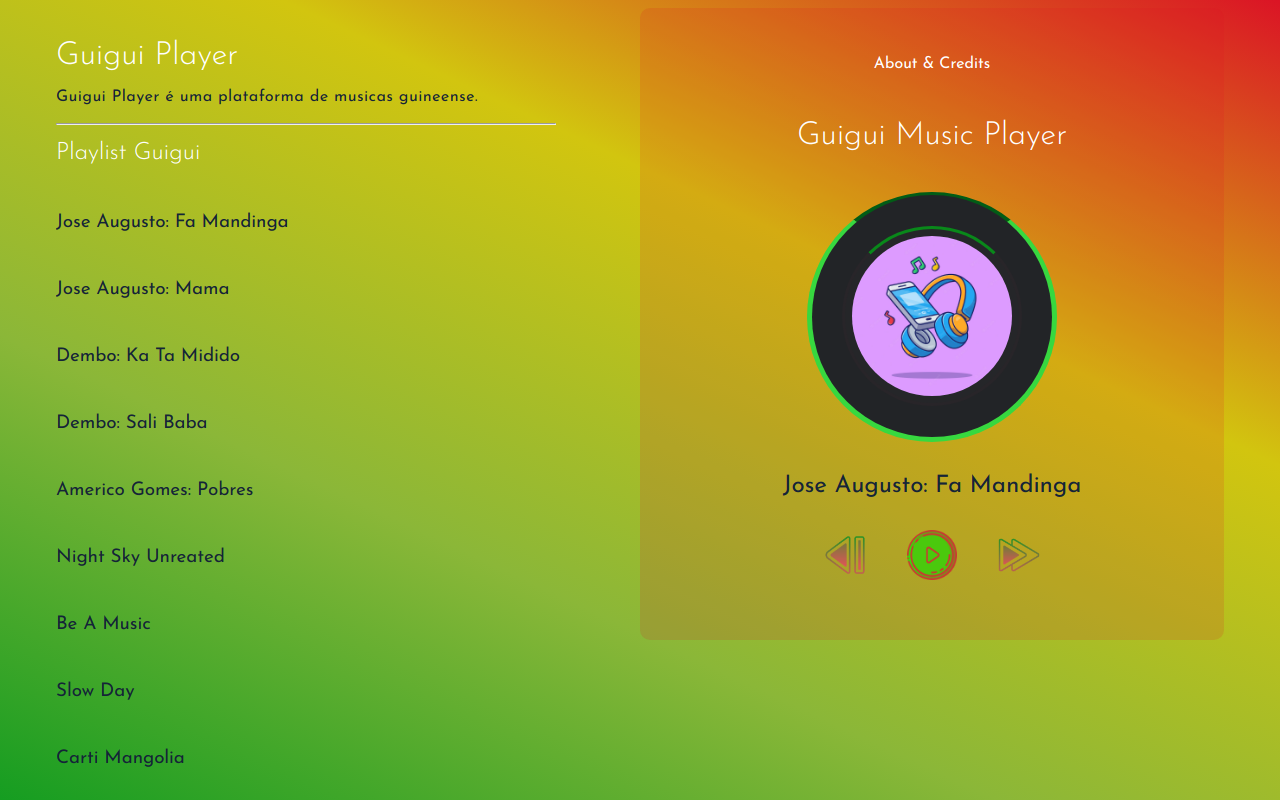 Guigui Player
Guigui Player é uma plataforma de musicas guineense.
Playlist Guigui
Jose Augusto: Fa Mandinga
Jose Augusto: Mama
Dembo: Ka Ta Midido
Dembo: Sali Baba
Americo Gomes: Pobres
Night Sky Unreated
Be A Music
Slow Day
Carti Mangolia
About & Credits
Guigui Music Player
Jose Augusto: Fa Mandinga